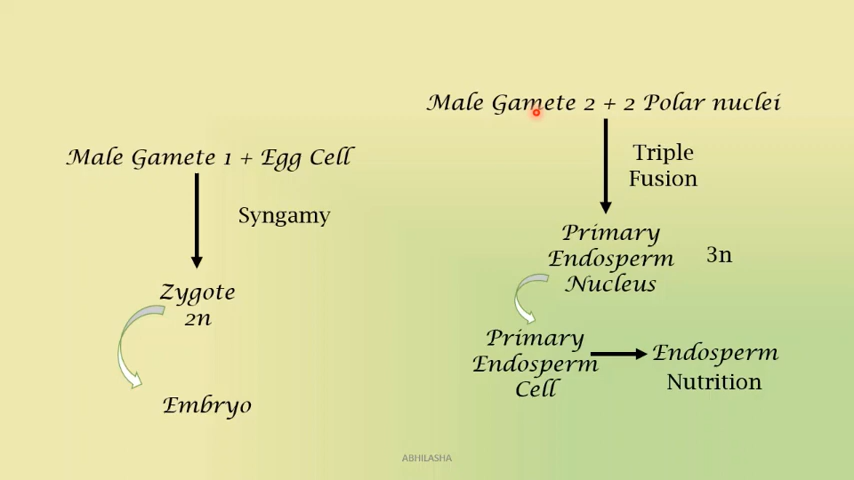 Male Gamete 1 + Egg Cell
Syngamy
Zygote
2n
Embryo
Male Gamete 2 + 2 Polar nuclei
Triple
Fusion
Primary
Endosperm
Nucleus
3n
Primary
Endosperm
Cell
Endosperm
Nutrition
ABHILASHA